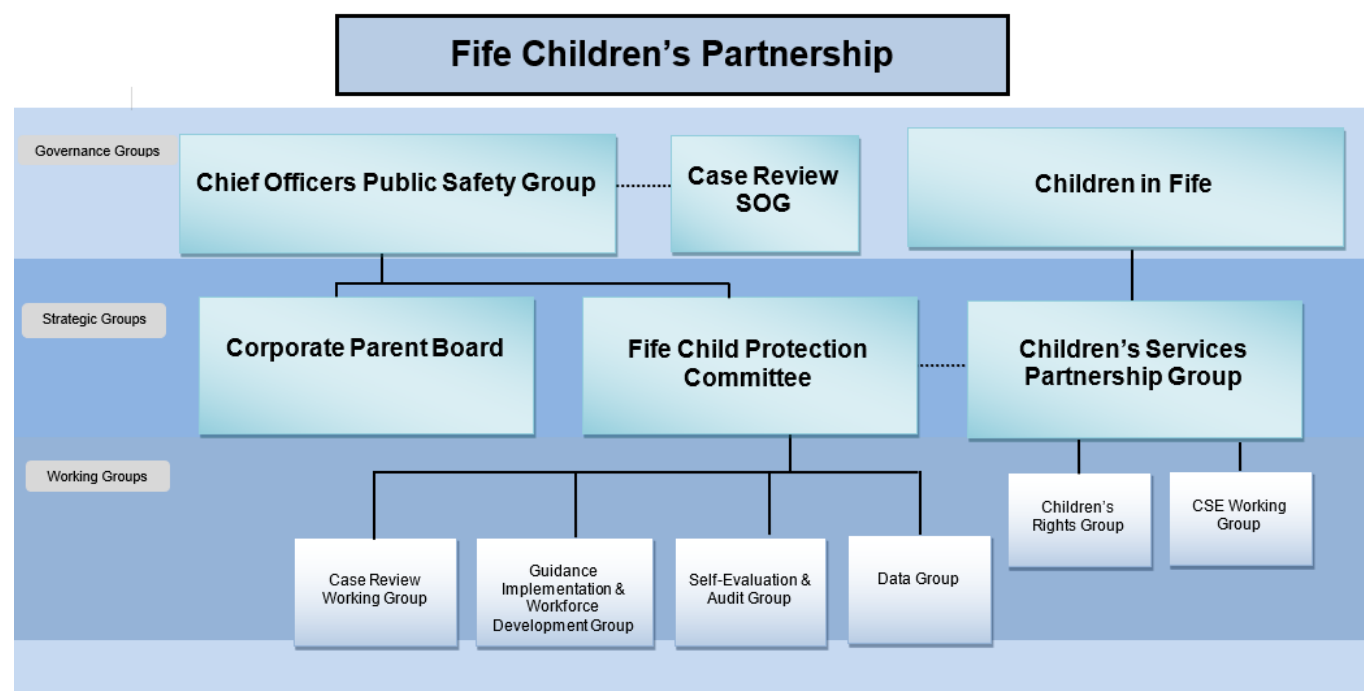 Fife Children’s Partnership
Governance Groups
Chief Officers Public Safety Group
Case Review
SOG
Children in Fife
Strategic Groups
Corporate Parent Board
Fife Child Protection
Committee
Children’s Services
Partnership Group
Working Groups
Case Review
Working Group
Guidance
Implementation &
Workforce
Development Group
Self-Evaluation &
Audit Group
Data Group
Children’s
Rights Group
CSE Working
Group